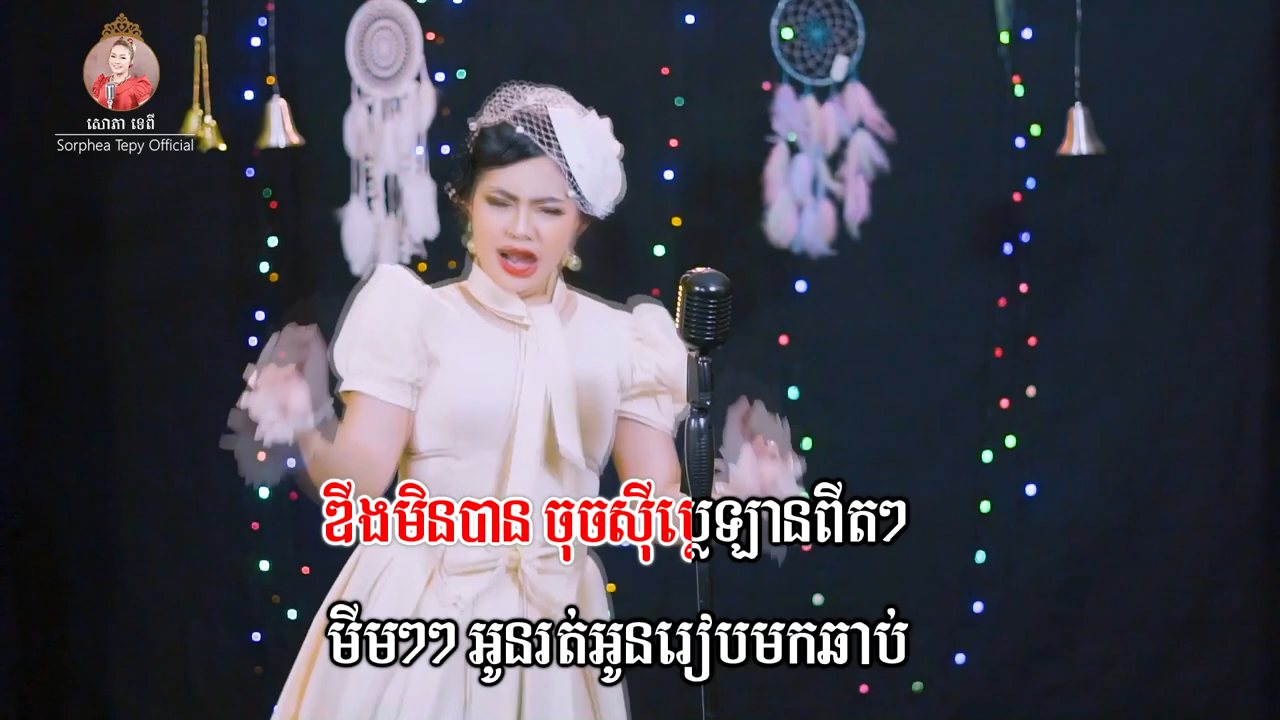 សោភា ទេពី
Sorphea Tepy Official
ឌីងមិនបាន ចុចស៊ីប្លេឡានពីតៗ
មីមៗៗ អូនរត់អូនរៀបមកឆាប់